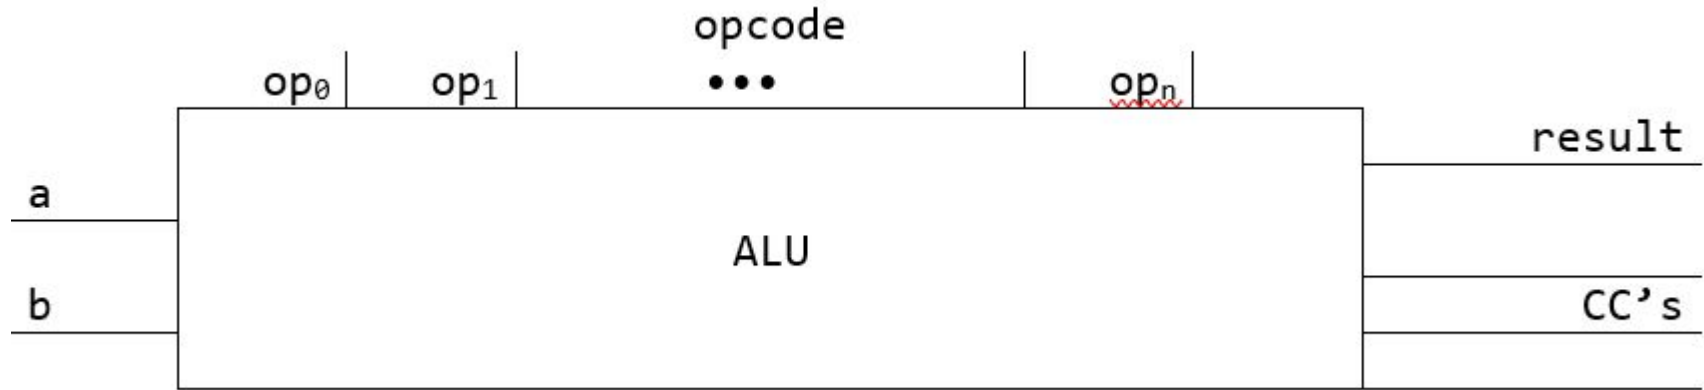 opcode
op₀ op₁ ••• opₙ
result
a
ALU
b CC’s